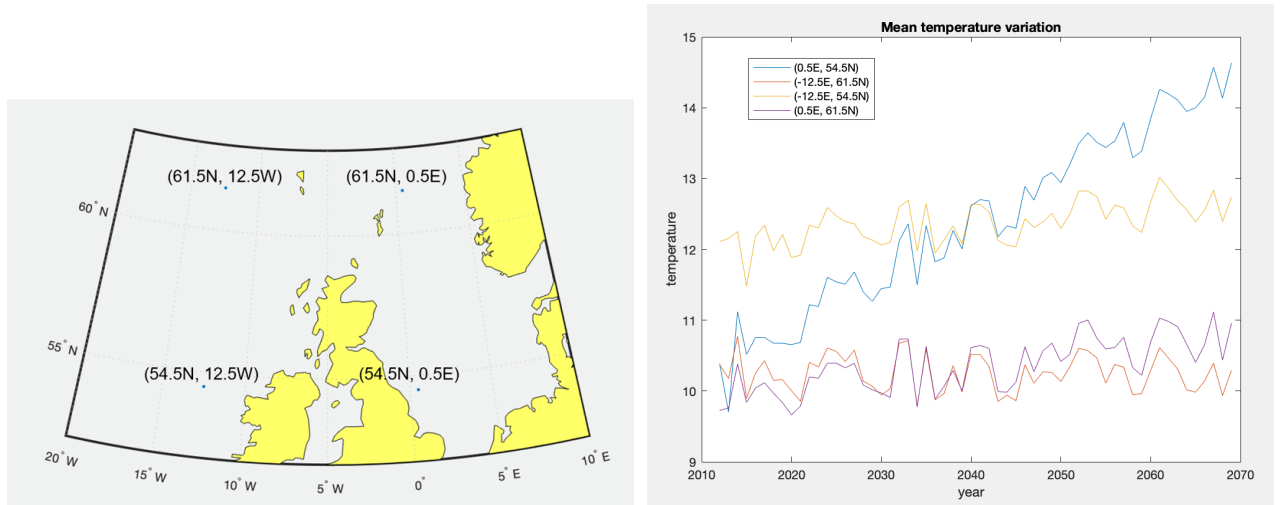 (61.5N, 12.5W)
(61.5N, 0.5E)
60° N
55° N
(54.5N, 12.5W)
(54.5N, 0.5E)
20° W
15° W
10° W
5° W
0°
5° E
10° E
Mean temperature variation
(0.5E, 54.5N)
(-12.5E, 61.5N)
(-12.5E, 54.5N)
(0.5E, 61.5N)
temperature
15
14
13
12
11
10
9
2010
2020
2030
2040
2050
2060
2070
year